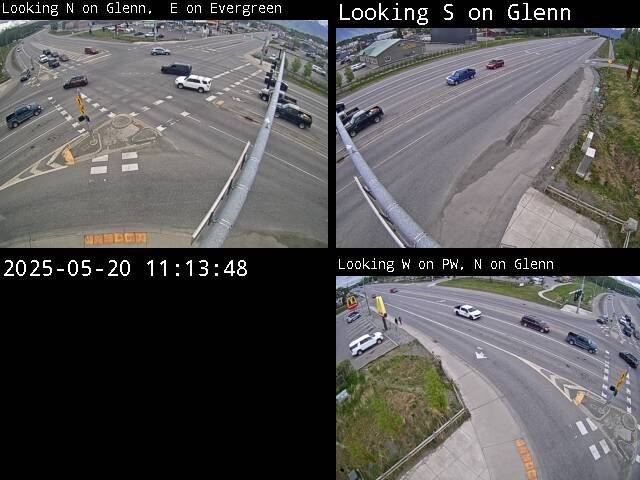 Looking N on Glenn,  E on Evergreen
Looking S on Glenn
2025-05-20 11:13:48
Looking W on PW, N on Glenn